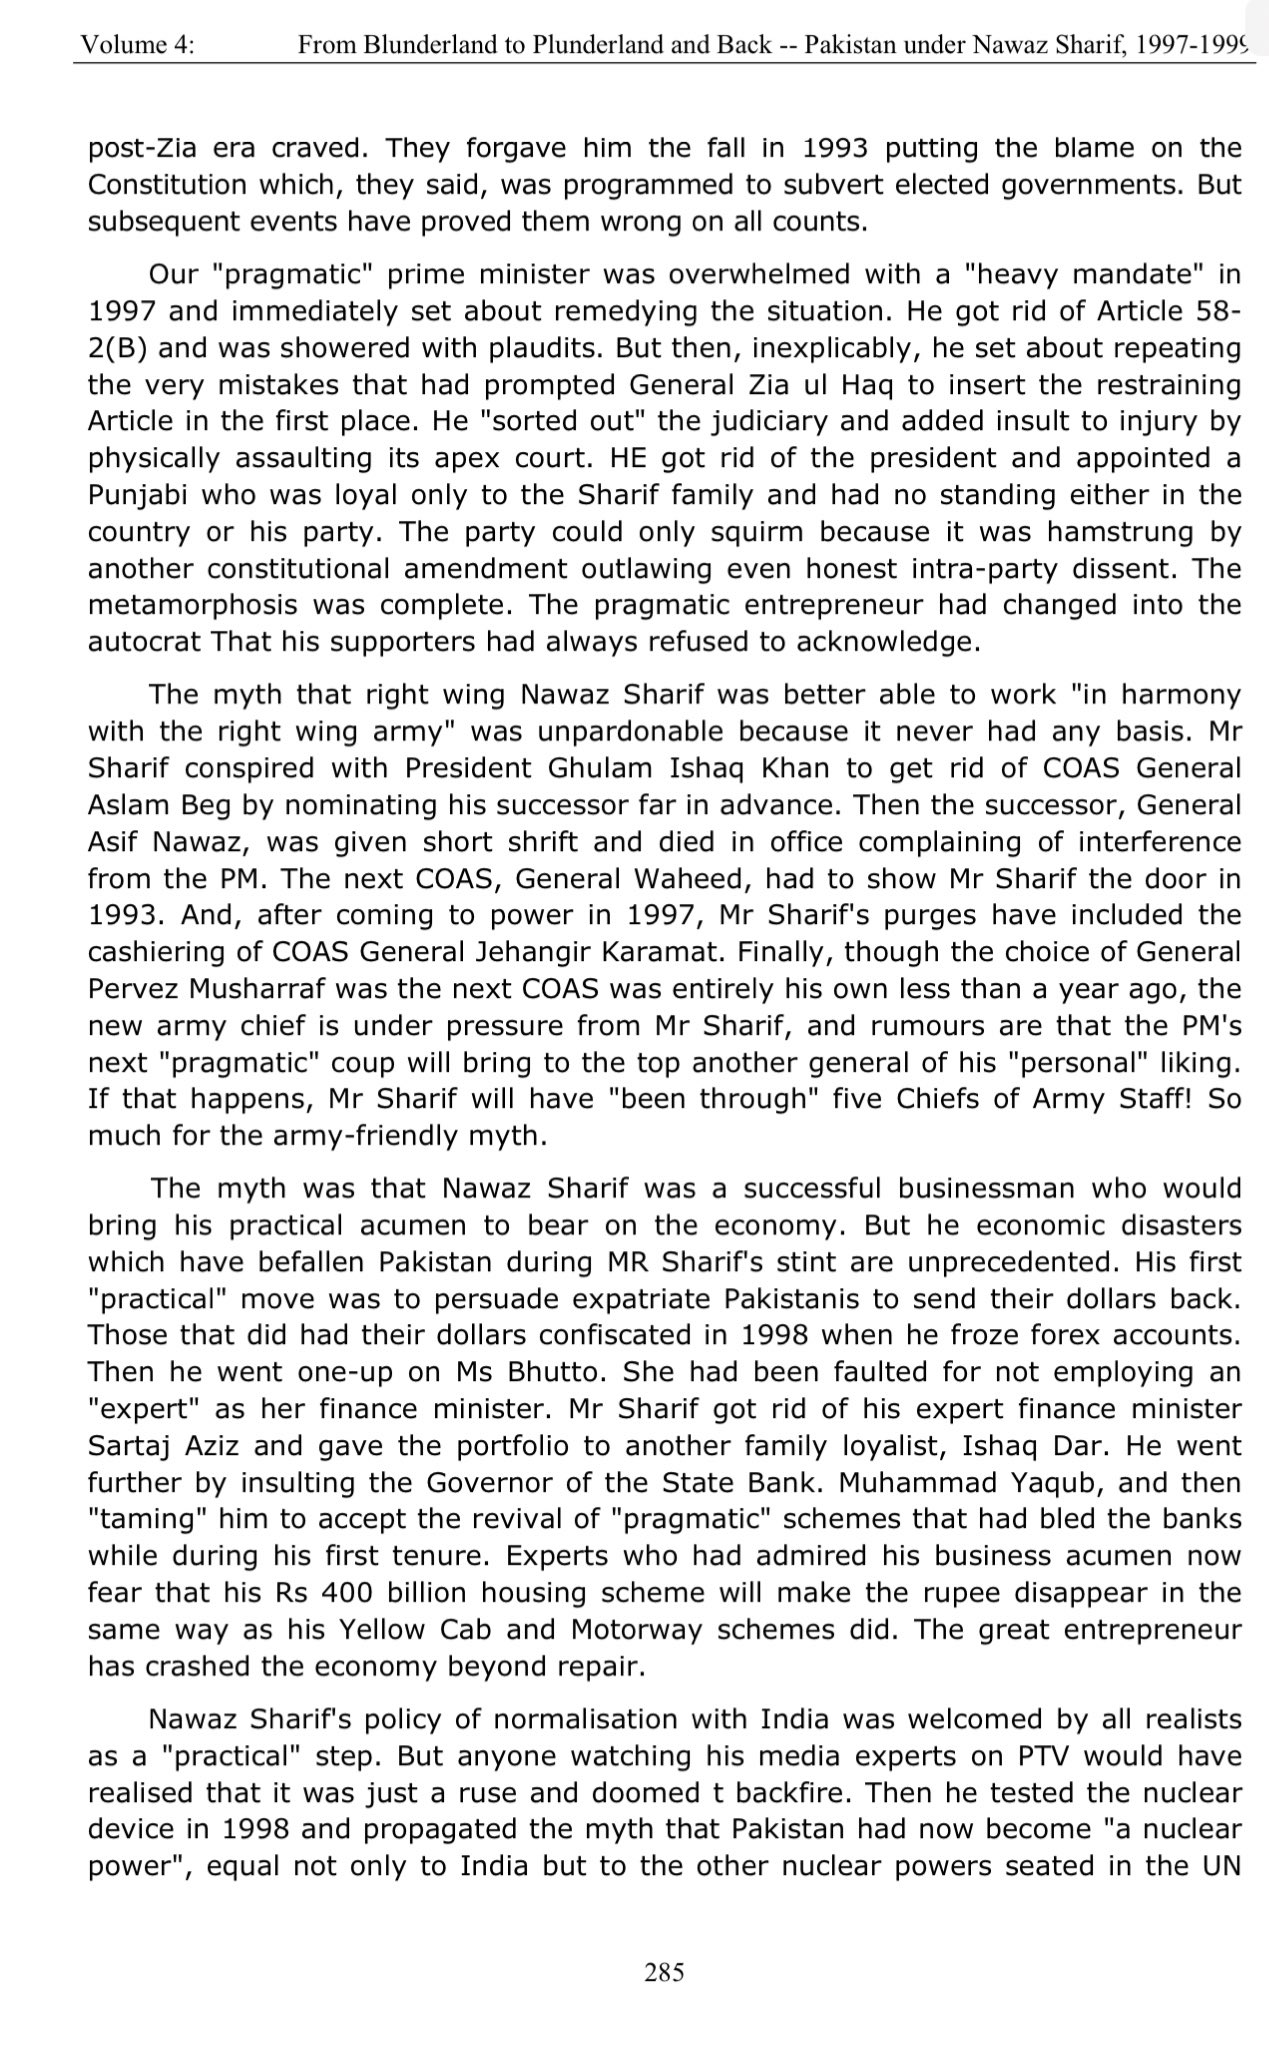 Volume 4: From Blunderland to Plunderland and Back -- Pakistan under Nawaz Sharif, 1997-1999
post-Zia era craved. They forgave him the fall in 1993 putting the blame on the
Constitution which, they said, was programmed to subvert elected governments. But
subsequent events have proved them wrong on all counts.
Our "pragmatic" prime minister was overwhelmed with a "heavy mandate" in
1997 and immediately set about remedying the situation. He got rid of Article 58-
2(B) and was showered with plaudits. But then, inexplicably, he set about repeating
the very mistakes that had prompted General Zia ul Haq to insert the restraining
Article in the first place. He "sorted out" the judiciary and added insult to injury by
physically assaulting its apex court. HE got rid of the president and appointed a
Punjabi who was loyal only to the Sharif family and had no standing either in the
country or his party. The party could only squirm because it was hamstrung by
another constitutional amendment outlawing even honest intra-party dissent. The
metamorphosis was complete. The pragmatic entrepreneur had changed into the
autocrat That his supporters had always refused to acknowledge.
The myth that right wing Nawaz Sharif was better able to work "in harmony
with the right wing army" was unpardonable because it never had any basis. Mr
Sharif conspired with President Ghulam Ishaq Khan to get rid of COAS General
Aslam Beg by nominating his successor far in advance. Then the successor, General
Asif Nawaz, was given short shrift and died in office complaining of interference
from the PM. The next COAS, General Waheed, had to show Mr Sharif the door in
1993. And, after coming to power in 1997, Mr Sharif's purges have included the
cashiering of COAS General Jehangir Karamat. Finally, though the choice of General
Pervez Musharraf was the next COAS was entirely his own less than a year ago, the
new army chief is under pressure from Mr Sharif, and rumours are that the PM's
next "pragmatic" coup will bring to the top another general of his "personal" liking.
If that happens, Mr Sharif will have "been through" five Chiefs of Army Staff! So
much for the army-friendly myth.
The myth was that Nawaz Sharif was a successful businessman who would
bring his practical acumen to bear on the economy. But he economic disasters
which have befallen Pakistan during MR Sharif's stint are unprecedented. His first
"practical" move was to persuade expatriate Pakistanis to send their dollars back.
Those that did had their dollars confiscated in 1998 when he froze forex accounts.
Then he went one-up on Ms Bhutto. She had been faulted for not employing an
"expert" as her finance minister. Mr Sharif got rid of his expert finance minister
Sartaj Aziz and gave the portfolio to another family loyalist, Ishaq Dar. He went
further by insulting the Governor of the State Bank. Muhammad Yaqub, and then
"taming" him to accept the revival of "pragmatic" schemes that had bled the banks
while during his first tenure. Experts who had admired his business acumen now
fear that his Rs 400 billion housing scheme will make the rupee disappear in the
same way as his Yellow Cab and Motorway schemes did. The great entrepreneur
has crashed the economy beyond repair.
Nawaz Sharif's policy of normalisation with India was welcomed by all realists
as a "practical" step. But anyone watching his media experts on PTV would have
realised that it was just a ruse and doomed t backfire. Then he tested the nuclear
device in 1998 and propagated the myth that Pakistan had now become "a nuclear
power", equal not only to India but to the other nuclear powers seated in the UN
285